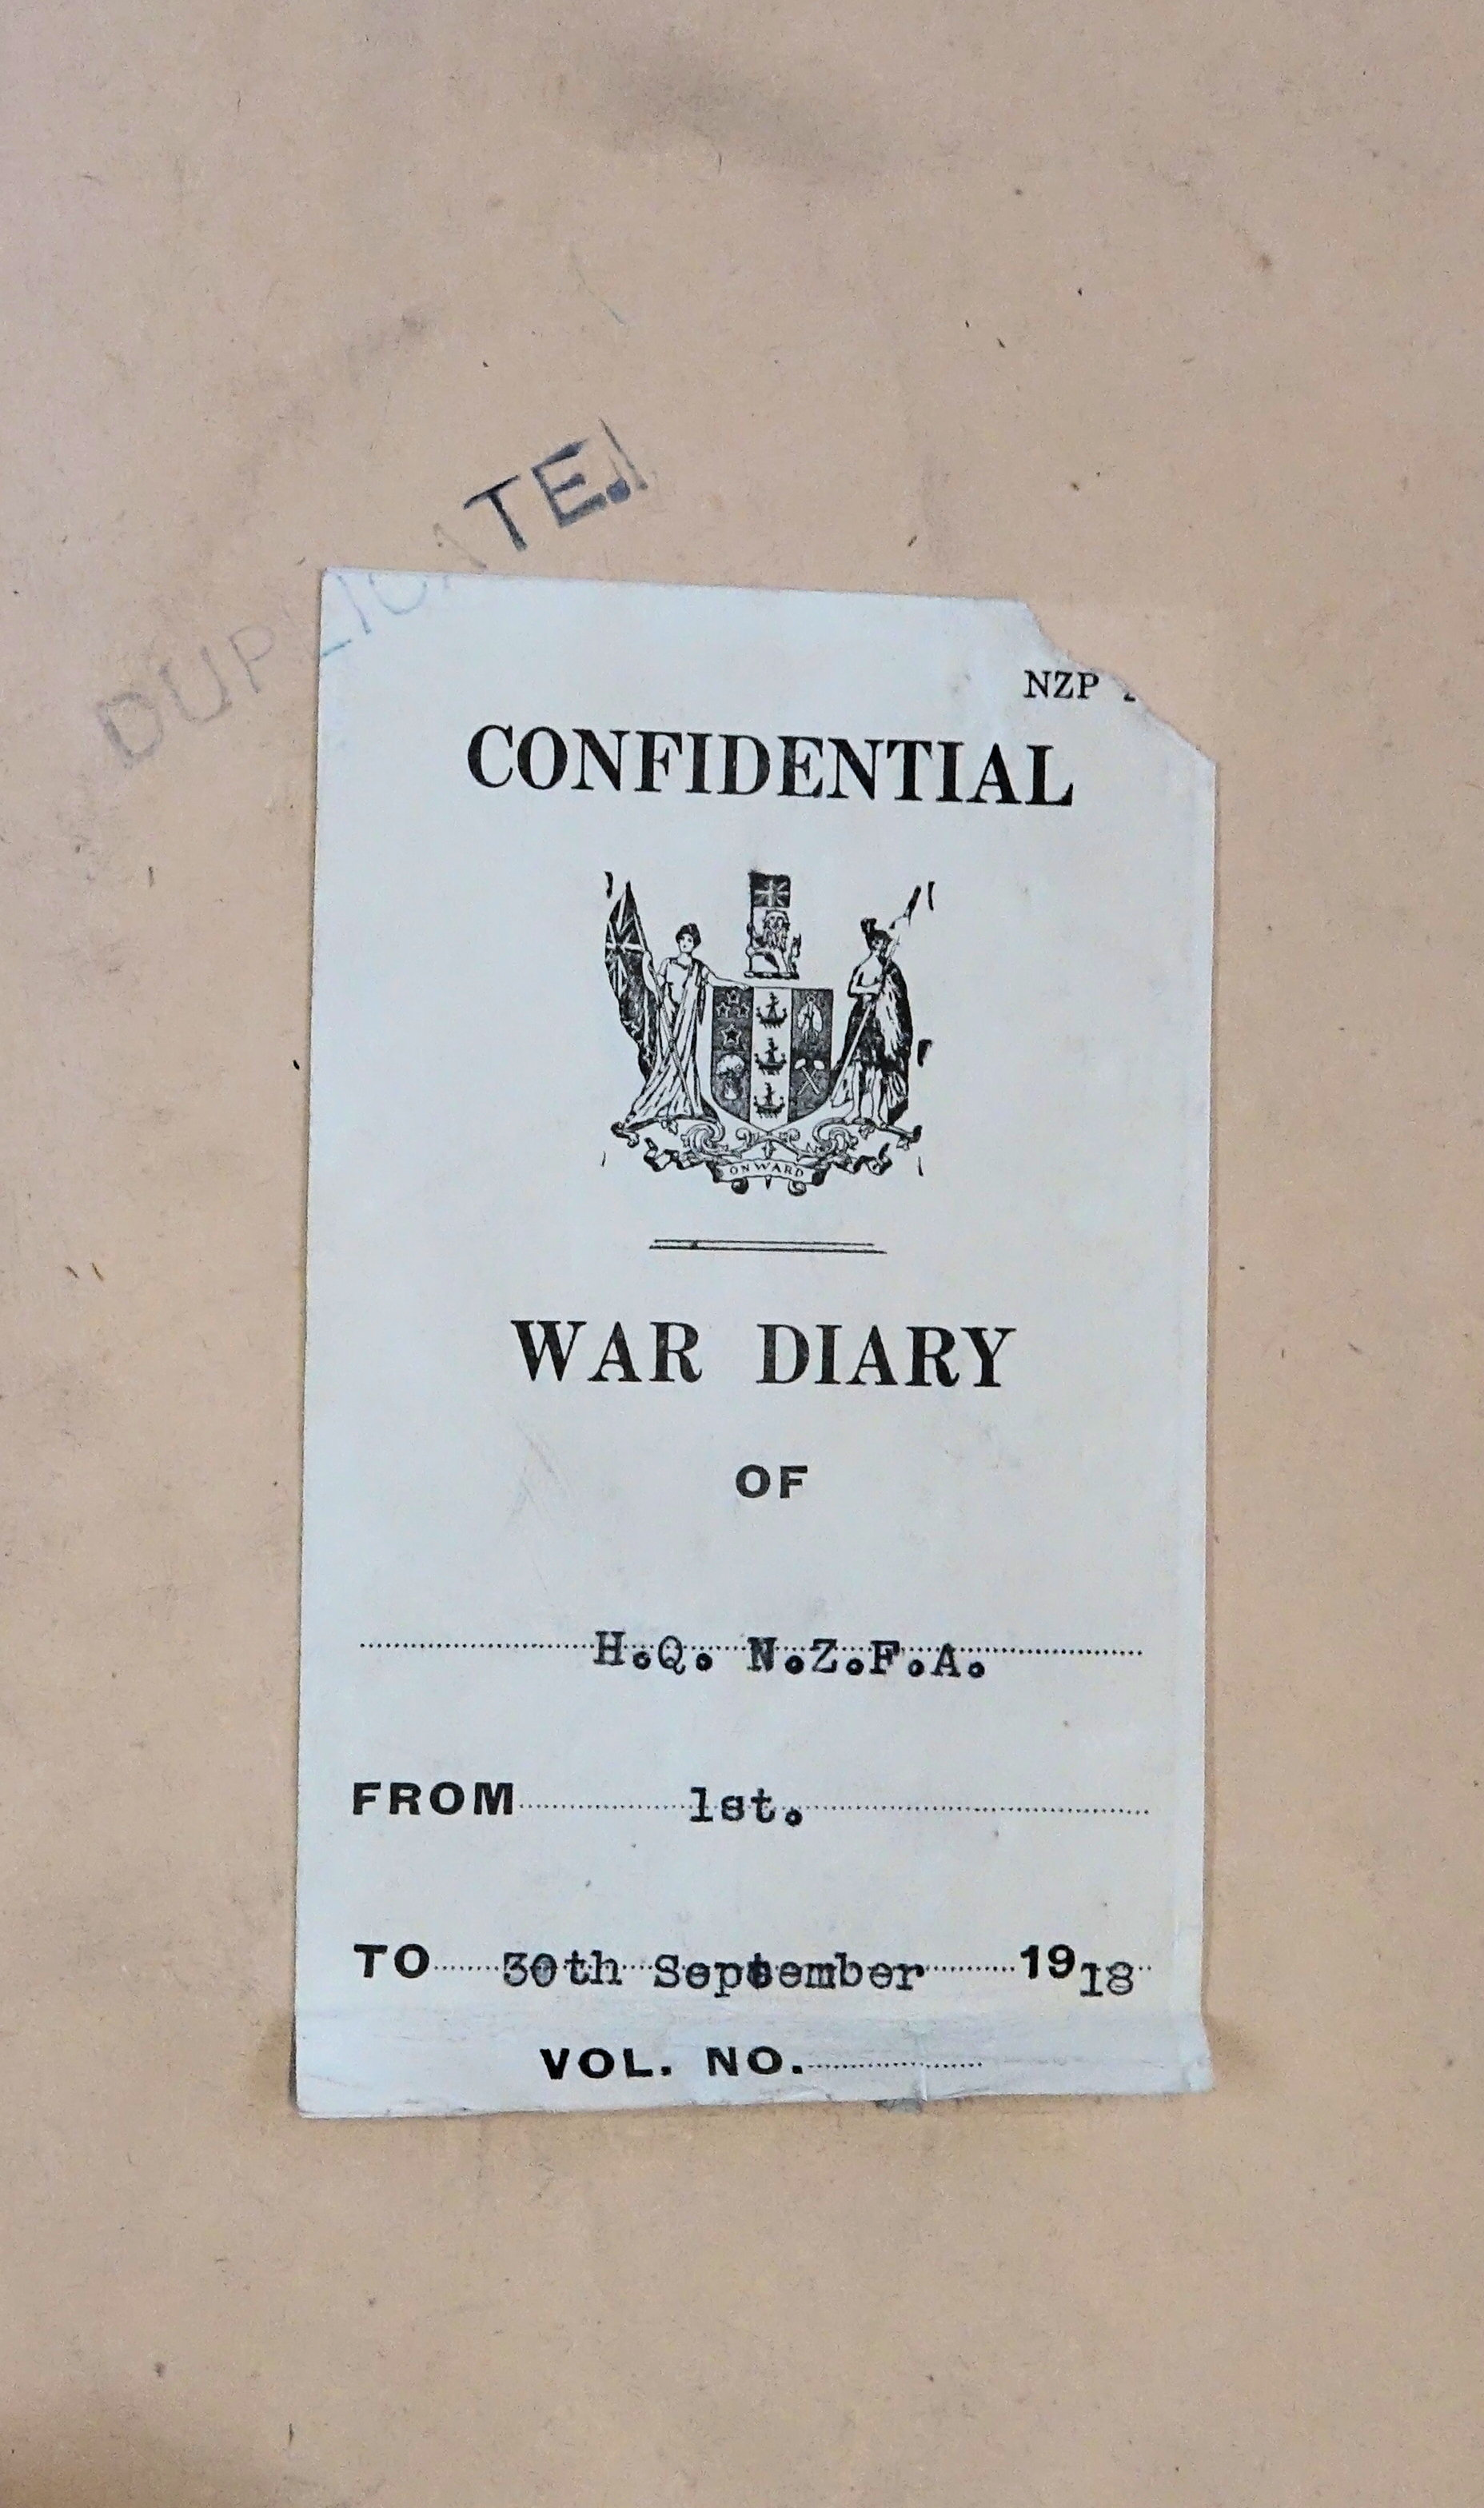 DUPLICATE.
NZP
CONFIDENTIAL
ONWARD
WAR DIARY
OF
H.Q. N.Z.F.A.
FROM 1st.
TO 30th September 1918
VOL. NO.